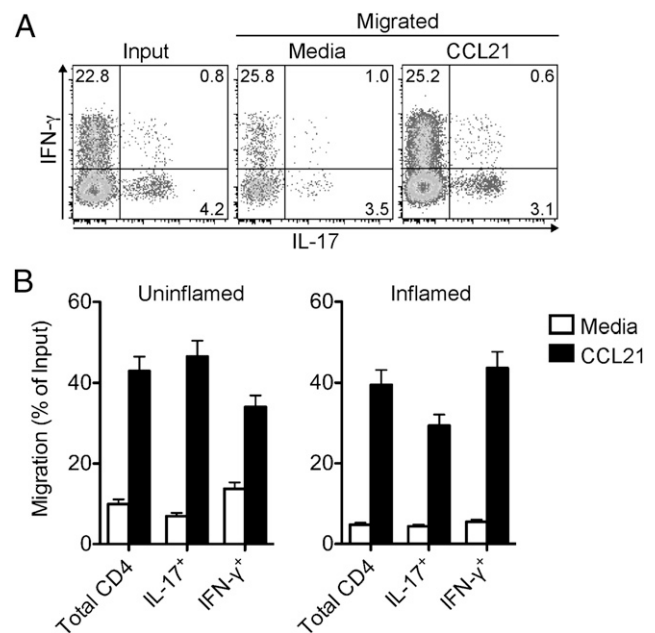 A
Migrated
Input Media CCL21
22.8 0.8 25.8 1.0 25.2 0.6
IFN-γ
4.2 3.5 3.1
IL-17
B
Uninflamed Inflamed
Media
CCL21
Migration (% of Input)
60 60
40 40
20 20
0 0
Total CD4 IL-17⁺ IFN-γ⁺ Total CD4 IL-17⁺ IFN-γ⁺